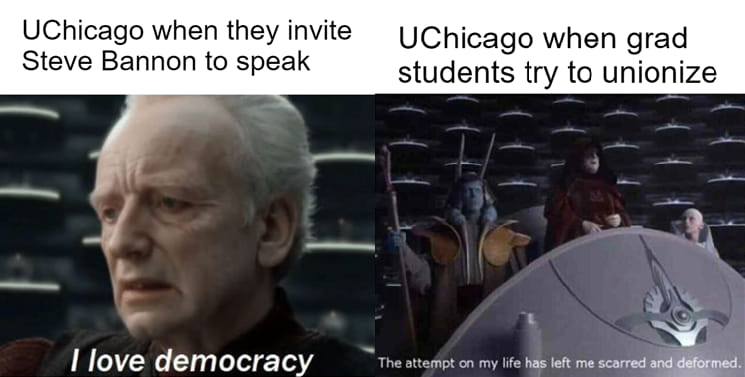 UChicago when they invite
Steve Bannon to speak
UChicago when grad
students try to unionize
I love democracy
The attempt on my life has left me scarred and deformed.